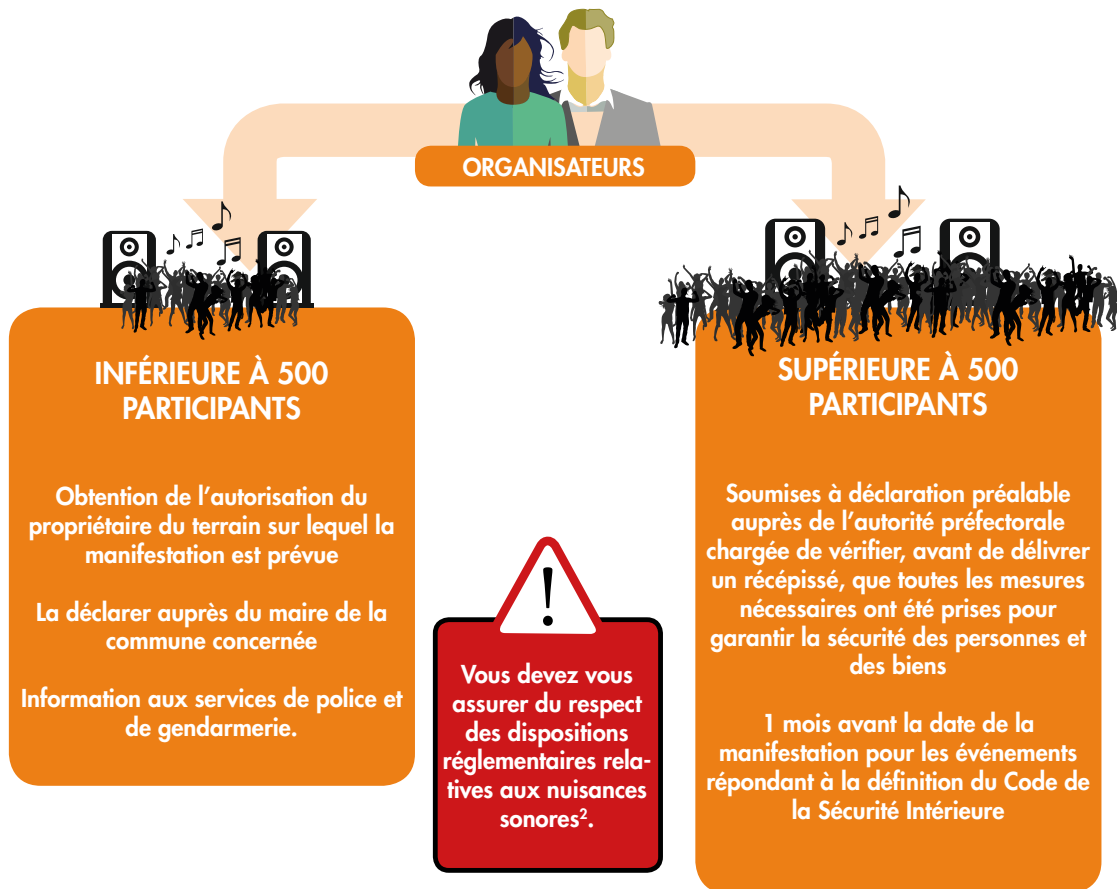 ORGANISATEURS
INFÉRIEURE À 500
PARTICIPANTS
Obtention de l'autorisation du
propriétaire du terrain sur lequel la
manifestation est prévue
La déclarer auprès du maire de la
commune concernée
Information aux services de police et
de gendarmerie.
!
Vous devez vous
assurer du respect
des dispositions
réglementaires rela-
tives aux nuisances
sonores².
SUPÉRIEURE À 500
PARTICIPANTS
Soumises à déclaration préalable
auprès de l'autorité préfectorale
chargée de vérifier, avant de délivrer
un récépissé, que toutes les mesures
nécessaires ont été prises pour
garantir la sécurité des personnes et
des biens
1 mois avant la date de la
manifestation pour les événements
répondant à la définition du Code de
la Sécurité Intérieure